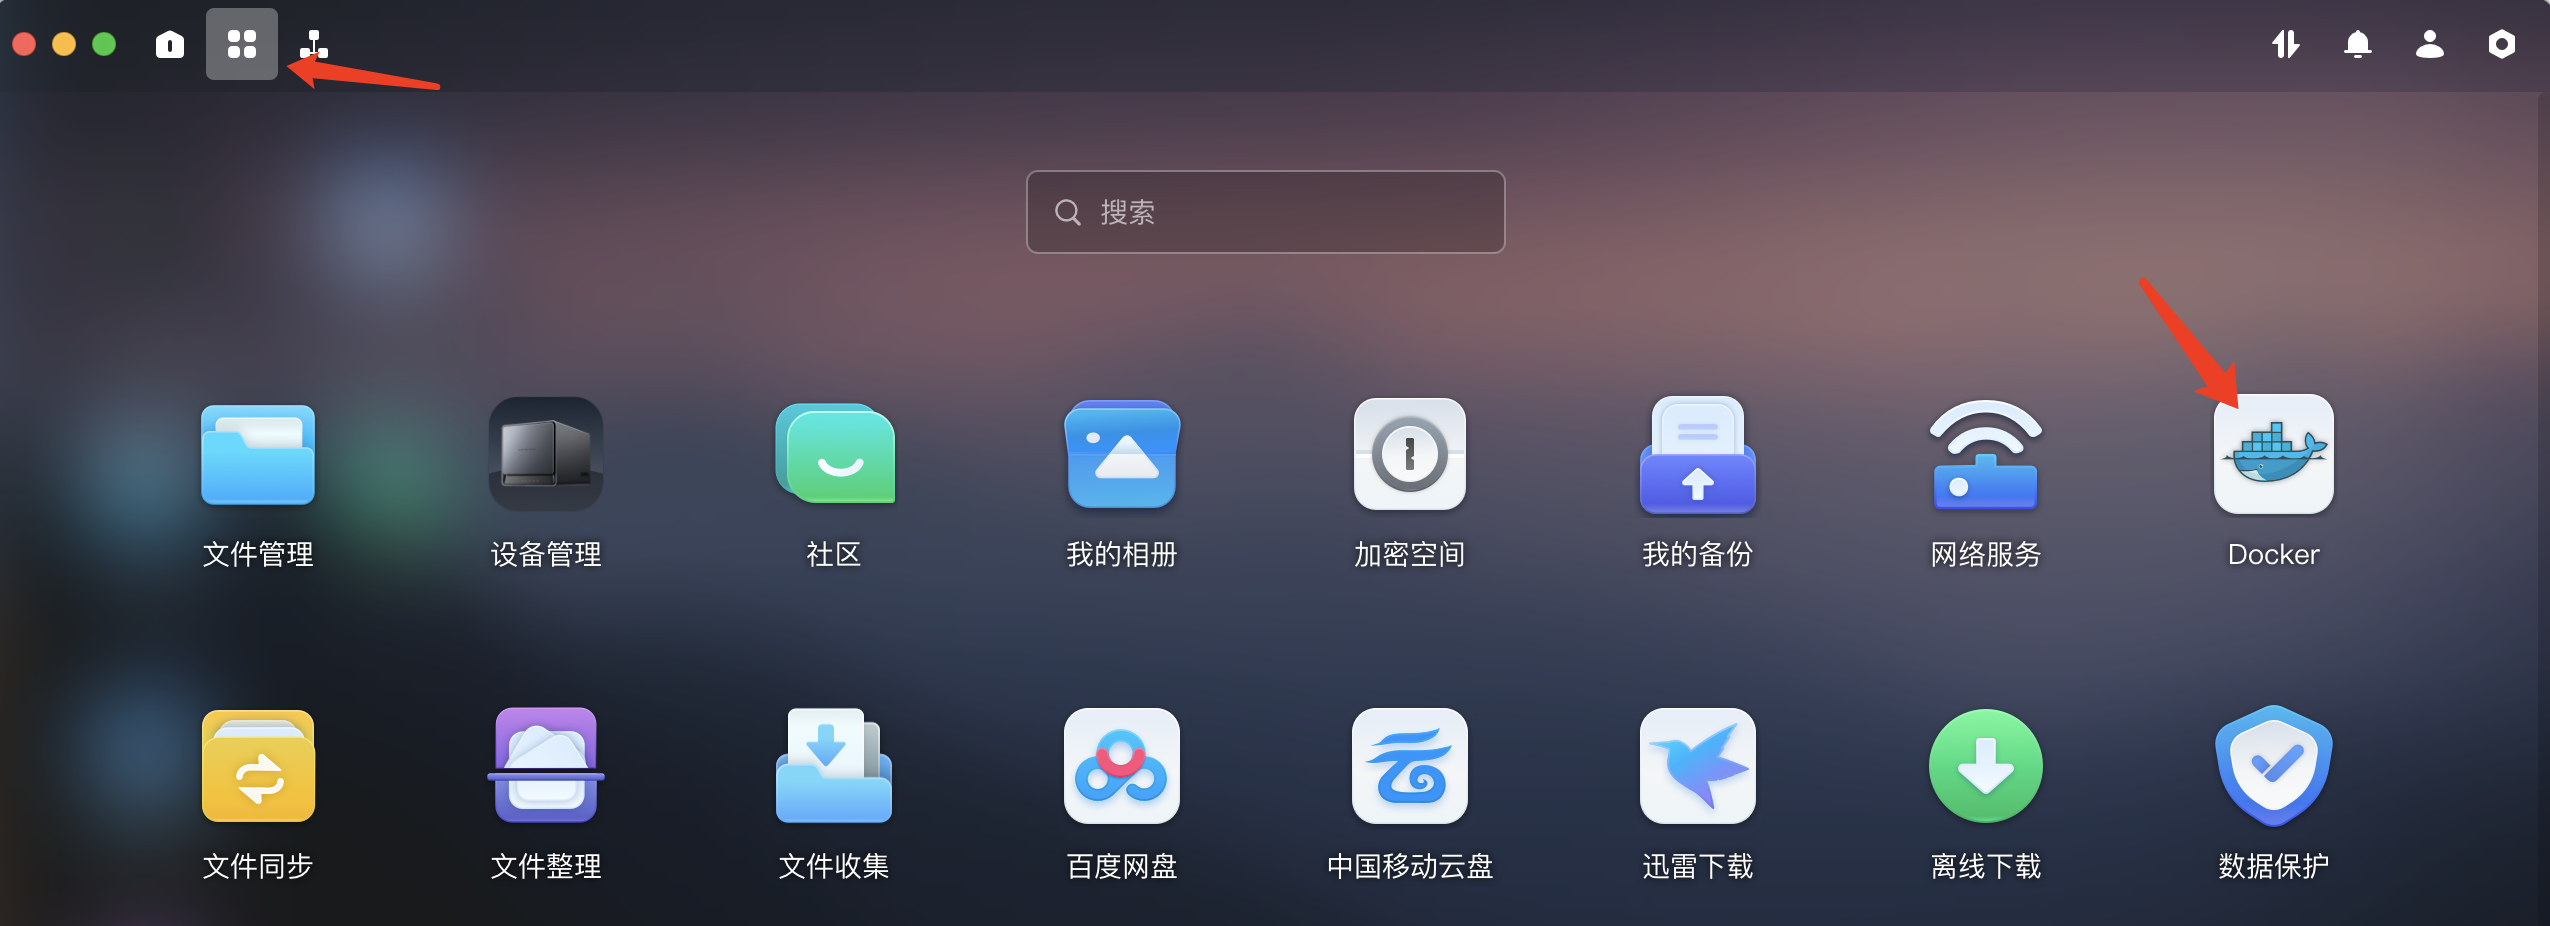 搜索
文件管理
设备管理
社区
我的相册
加密空间
我的备份
网络服务
Docker
文件同步
文件整理
文件收集
百度网盘
中国移动云盘
迅雷下载
离线下载
数据保护